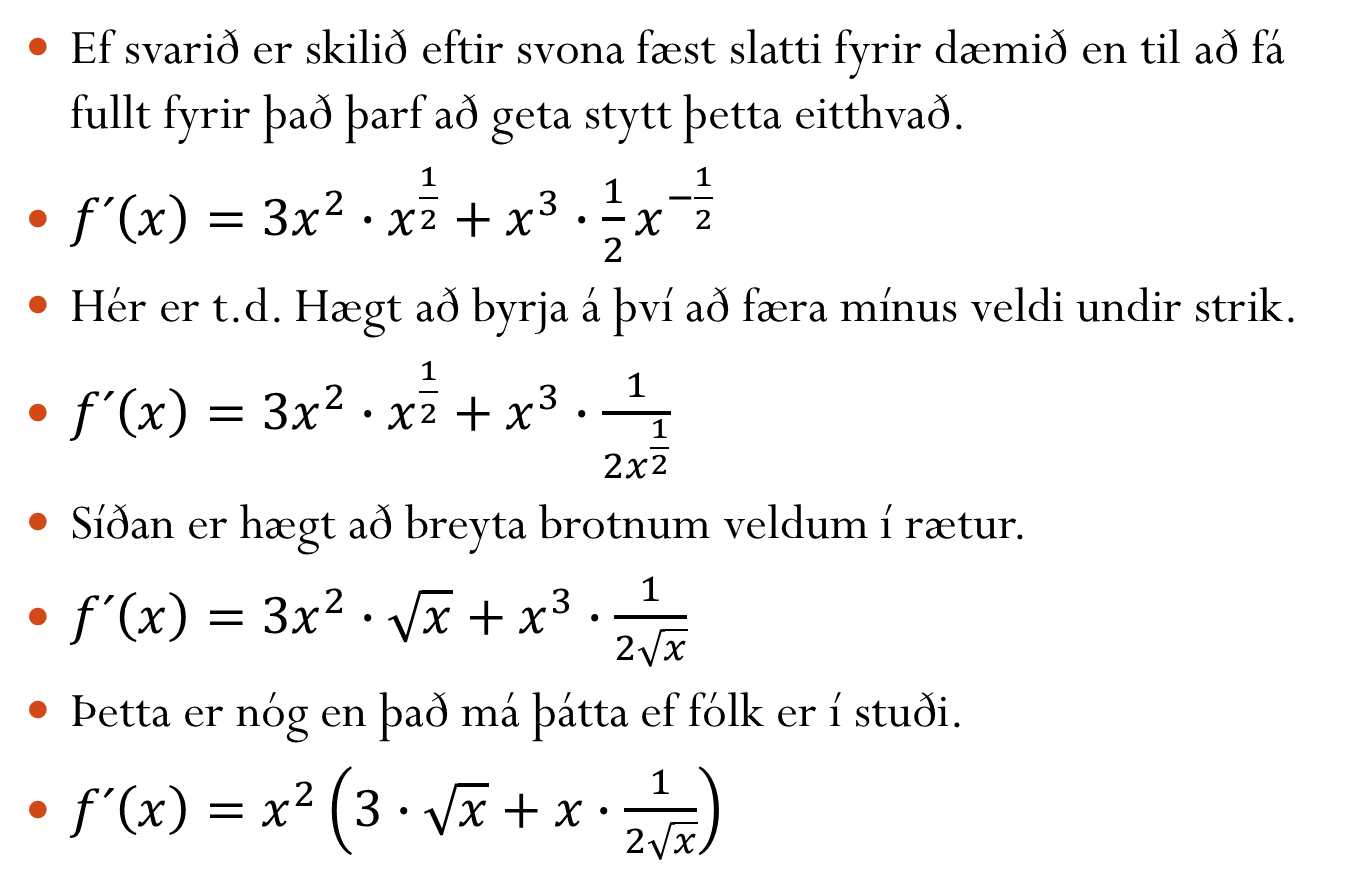 • Ef svarið er skilið eftir svona fæst slatti fyrir dæmið en til að fá
fullt fyrir það þarf að geta stytt þetta eitthvað.
• f´(x) = 3x² · x^(1/2) + x³ · 1/2 x^(−1/2)
• Hér er t.d. Hægt að byrja á því að færa mínus veldi undir strik.
• f´(x) = 3x² · x^(1/2) + x³ · 1/(2x^(1/2))
• Síðan er hægt að breyta brotnum veldum í rætur.
• f´(x) = 3x² · √x + x³ · 1/(2√x)
• Þetta er nóg en það má þátta ef fólk er í stuði.
• f´(x) = x² (3 · √x + x · 1/(2√x))